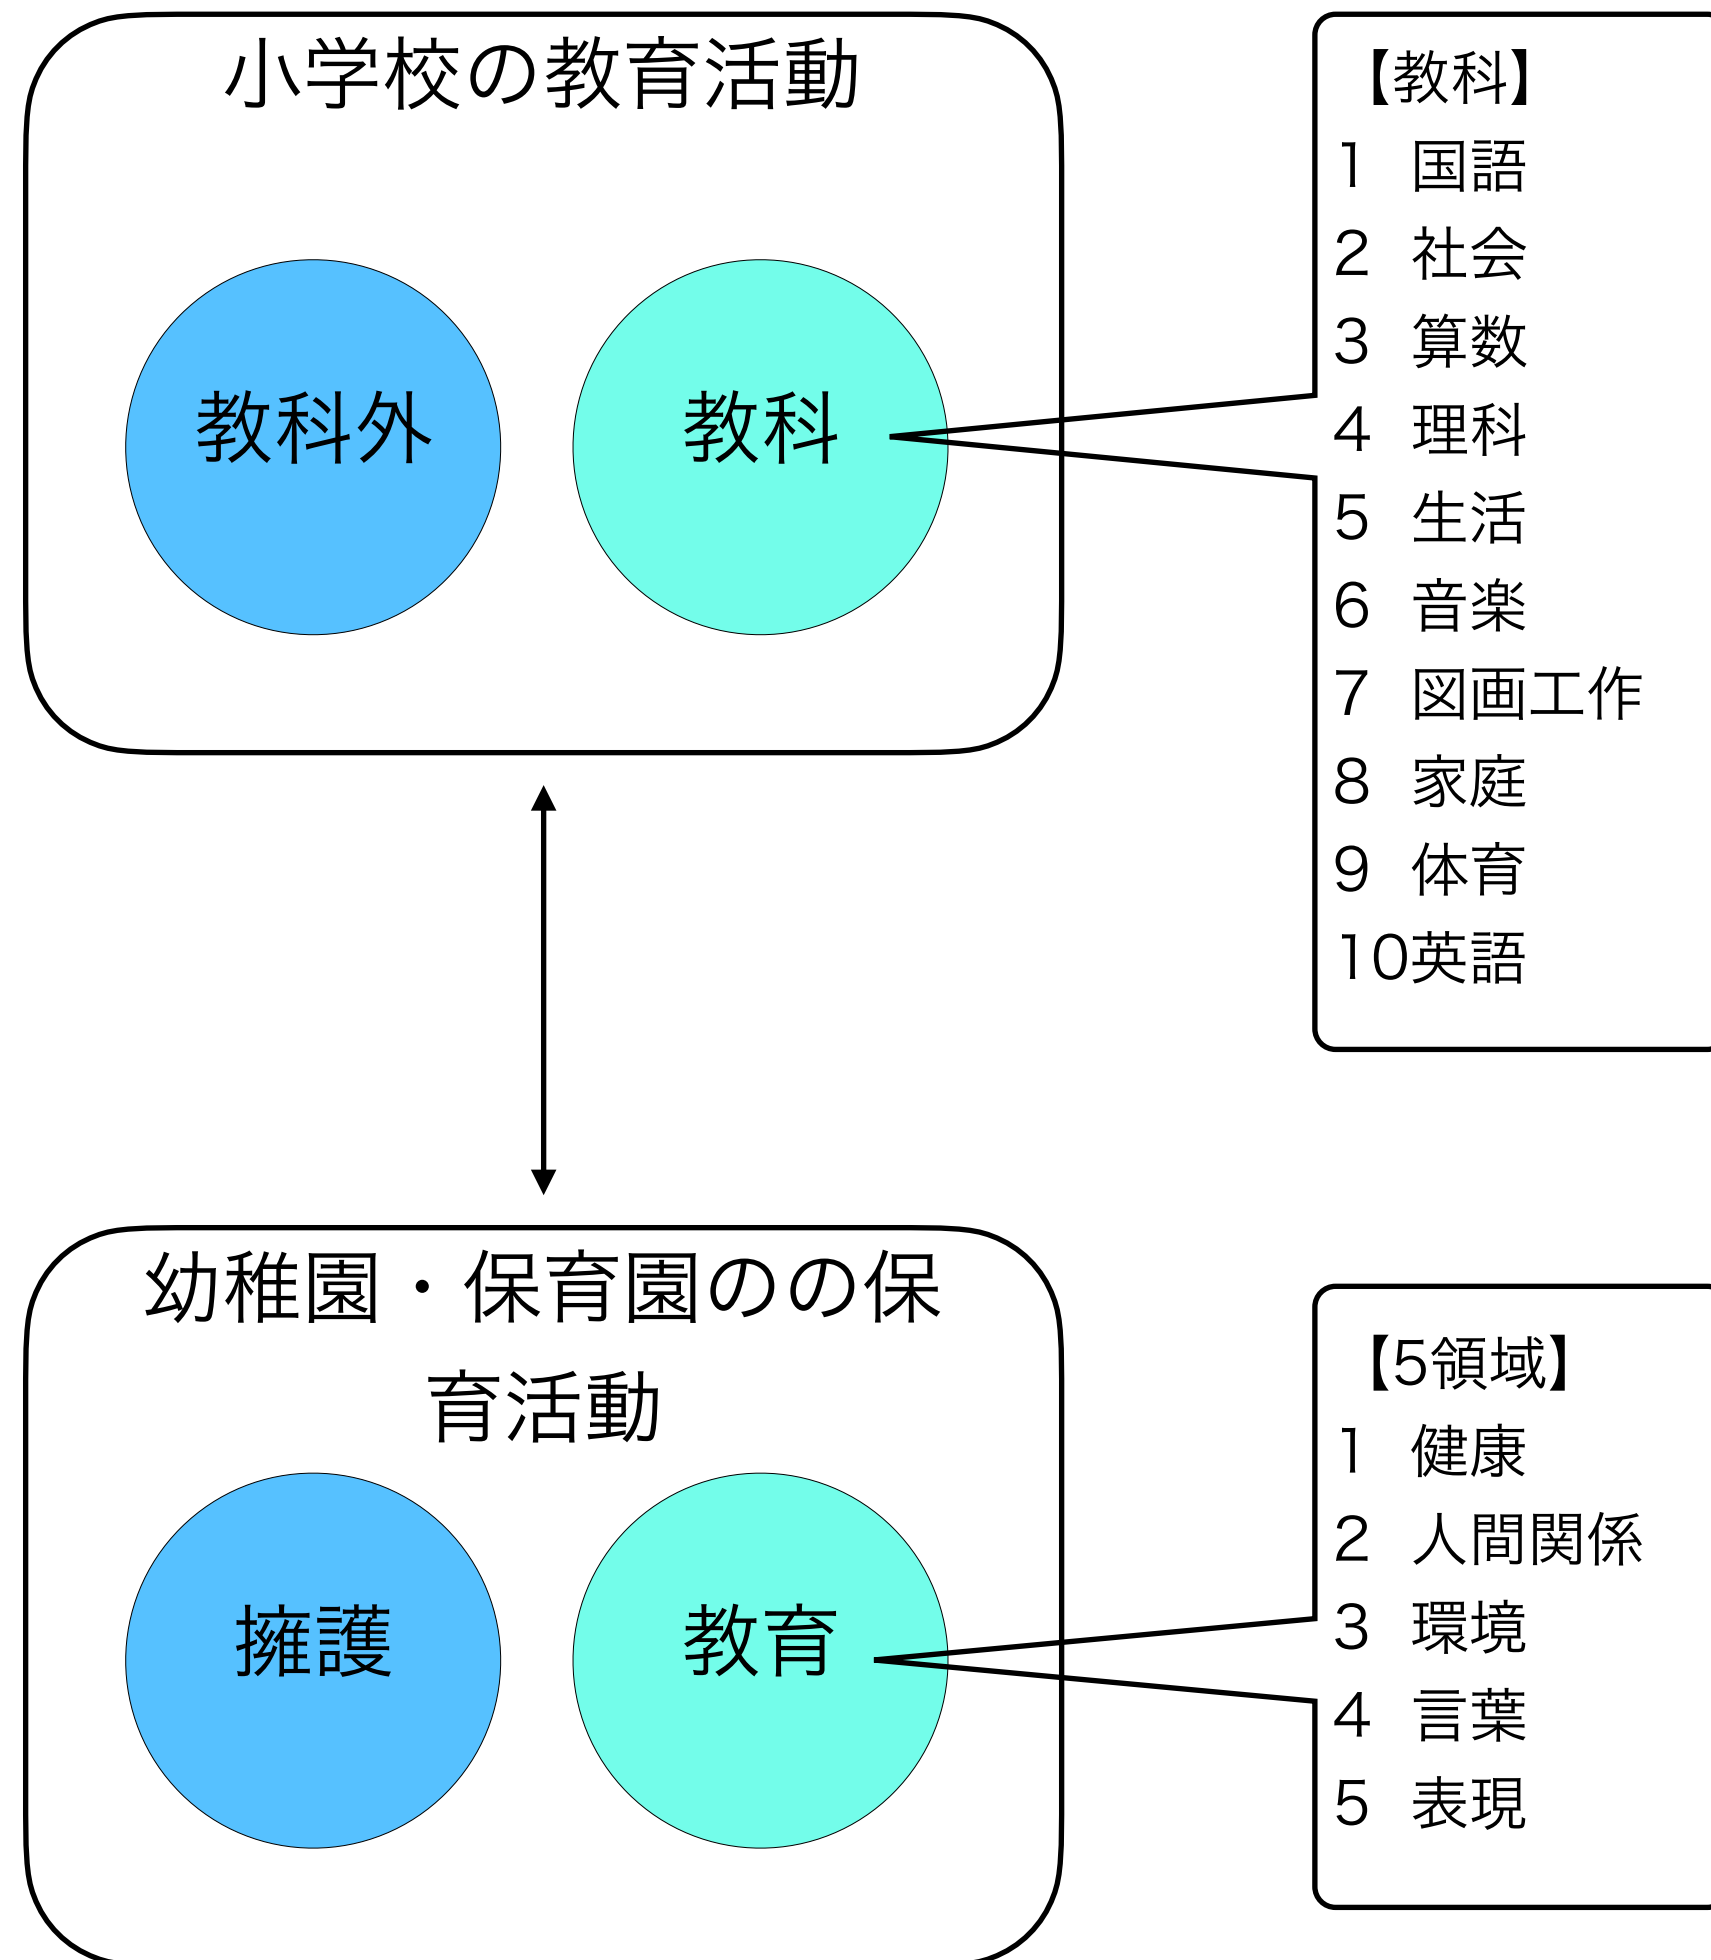 小学校の教育活動
教科外
教科
【教科】
1 国語
2 社会
3 算数
4 理科
5 生活
6 音楽
7 図画工作
8 家庭
9 体育
10英語
幼稚園・保育園のの保
育活動
擁護
教育
【5領域】
1 健康
2 人間関係
3 環境
4 言葉
5 表現